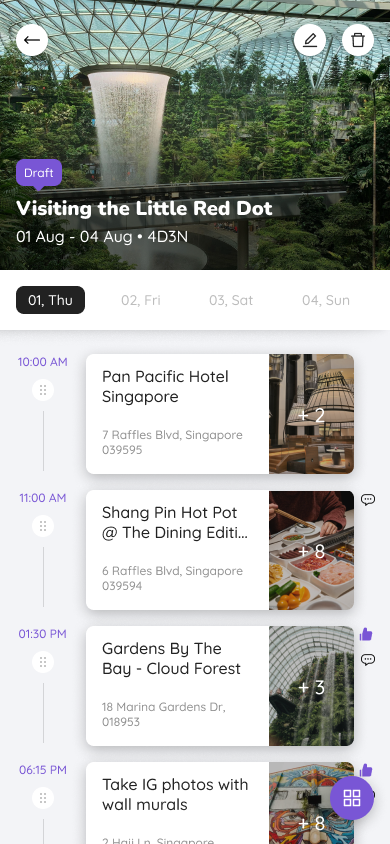 Draft
Visiting the Little Red Dot
01 Aug - 04 Aug • 4D3N
01, Thu
02, Fri
03, Sat
04, Sun
10:00 AM
Pan Pacific Hotel
Singapore
7 Raffles Blvd, Singapore
039595
+ 2
11:00 AM
Shang Pin Hot Pot
@ The Dining Editi...
6 Raffles Blvd, Singapore
039594
+ 8
01:30 PM
Gardens By The
Bay - Cloud Forest
18 Marina Gardens Dr,
018953
+ 3
06:15 PM
Take IG photos with
wall murals
2 Haji Ln, Singapore
+ 8